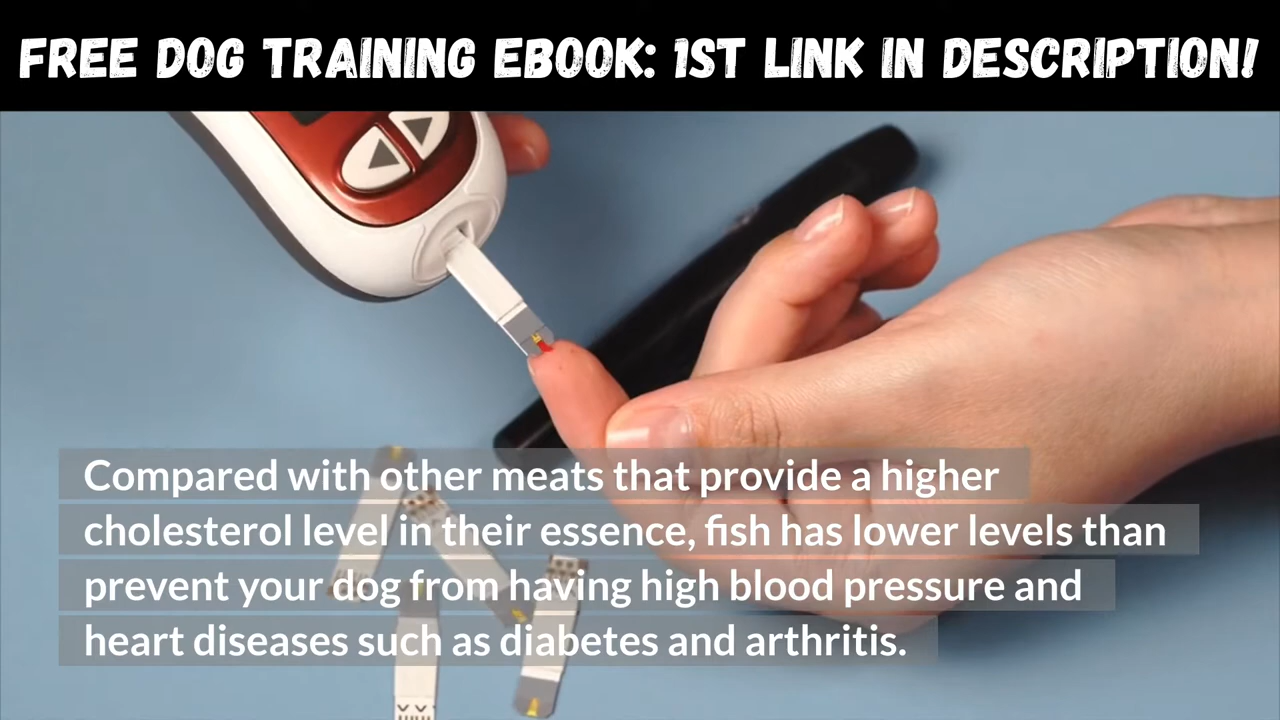 FREE DOG TRAINING EBOOK: 1ST LINK IN DESCRIPTION!
Compared with other meats that provide a higher
cholesterol level in their essence, fish has lower levels than
prevent your dog from having high blood pressure and
heart diseases such as diabetes and arthritis.